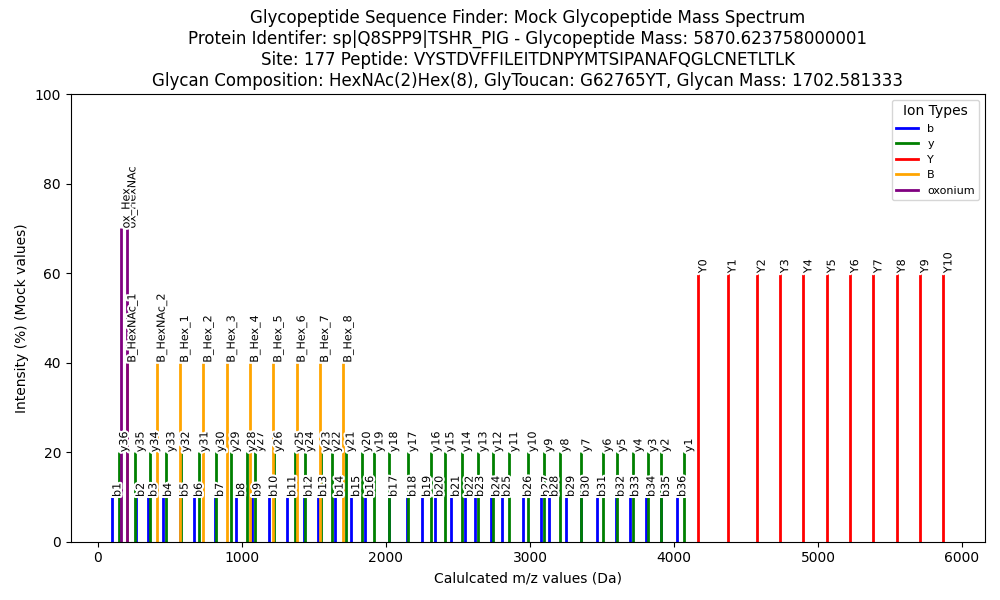 Glycopeptide Sequence Finder: Mock Glycopeptide Mass Spectrum
Protein Identifer: sp|Q8SPP9|TSHR_PIG - Glycopeptide Mass: 5870.623758000001
Site: 177 Peptide: VYSTDVFFILEITDNPYMTSIPANAFQGLCNETLTLK
Glycan Composition: HexNAc(2)Hex(8), GlyToucan: G62765YT, Glycan Mass: 1702.581333
Intensity (%) (Mock values)
100
80
60
40
20
0
Ion Types
b
y
Y
B
oxonium
ox_Hex
ox_HexNAc
B_HexNAc_1
B_HexNAc_2
B_Hex_1
B_Hex_2
B_Hex_3
B_Hex_4
B_Hex_5
B_Hex_6
B_Hex_7
B_Hex_8
Y0
Y1
Y2
Y3
Y4
Y5
Y6
Y7
Y8
Y9
Y10
y36
y35
y34
y33
y32
y31
y30
y29
y28
y27
y26
y25
y24
y23
y22
y21
y20
y19
y18
y17
y16
y15
y14
y13
y12
y11
y10
y9
y8
y7
y6
y5
y4
y3
y2
y1
b1
b2
b3
b4
b5
b6
b7
b8
b9
b10
b11
b12
b13
b14
b15
b16
b17
b18
b19
b20
b21
b22
b23
b24
b25
b26
b27
b28
b29
b30
b31
b32
b33
b34
b35
b36
0
1000
2000
3000
4000
5000
6000
Calulcated m/z values (Da)